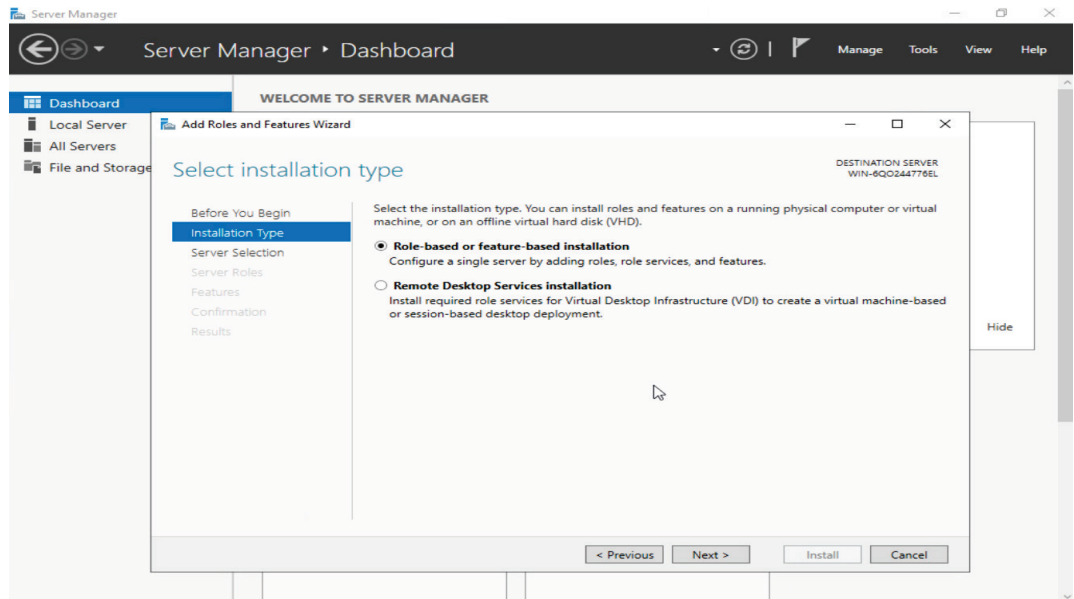 Server Manager
Server Manager ‣ Dashboard
Manage Tools View Help
Dashboard
Local Server
All Servers
File and Storage
WELCOME TO SERVER MANAGER
Add Roles and Features Wizard
Select installation type
DESTINATION SERVER
WIN-6QO244776EL
Before You Begin
Installation Type
Server Selection
Server Roles
Features
Confirmation
Results
Select the installation type. You can install roles and features on a running physical computer or virtual
machine, or on an offline virtual hard disk (VHD).
Role-based or feature-based installation
Configure a single server by adding roles, role services, and features.
Remote Desktop Services installation
Install required role services for Virtual Desktop Infrastructure (VDI) to create a virtual machine-based
or session-based desktop deployment.
Hide
< Previous Next > Install Cancel